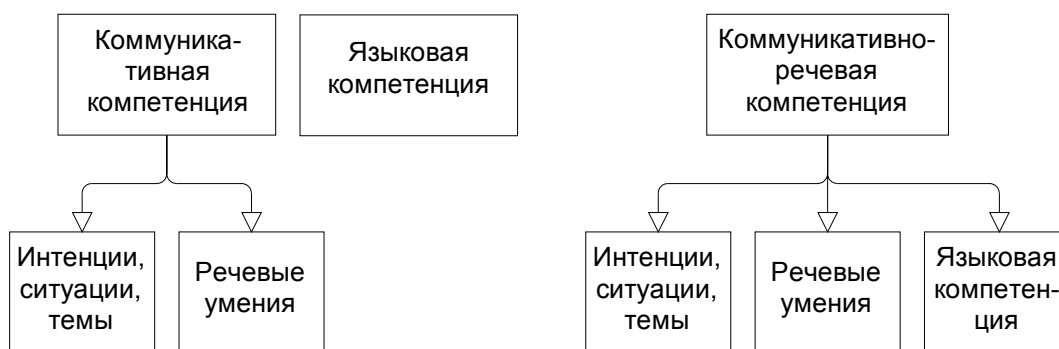 Коммуника-
тивная
компетенция
Языковая
компетенция
Коммуникативно-
речевая
компетенция
Интенции,
ситуации,
темы
Речевые
умения
Интенции,
ситуации,
темы
Речевые
умения
Языковая
компетен-
ция